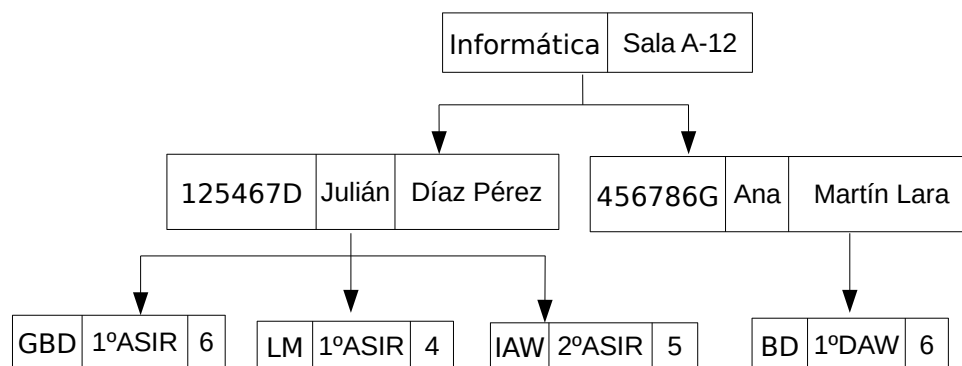 Informática Sala A-12
125467D Julián Díaz Pérez
456786G Ana Martín Lara
GBD 1ºASIR 6
LM 1ºASIR 4
IAW 2ºASIR 5
BD 1ºDAW 6